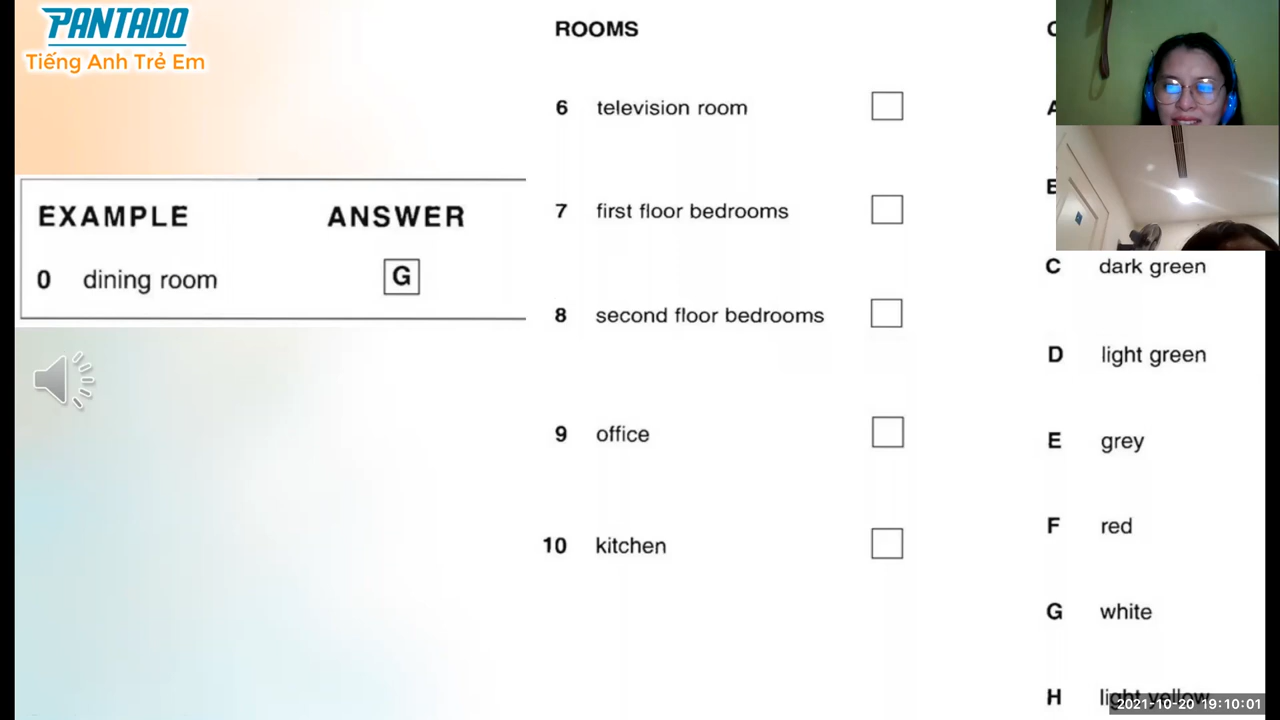 PANTADO
Tiếng Anh Trẻ Em
EXAMPLE ANSWER
0 dining room G
ROOMS
6 television room
7 first floor bedrooms
8 second floor bedrooms
9 office
10 kitchen
C dark green
D light green
E grey
F red
G white
H light yellow
2021-10-20 19:10:01